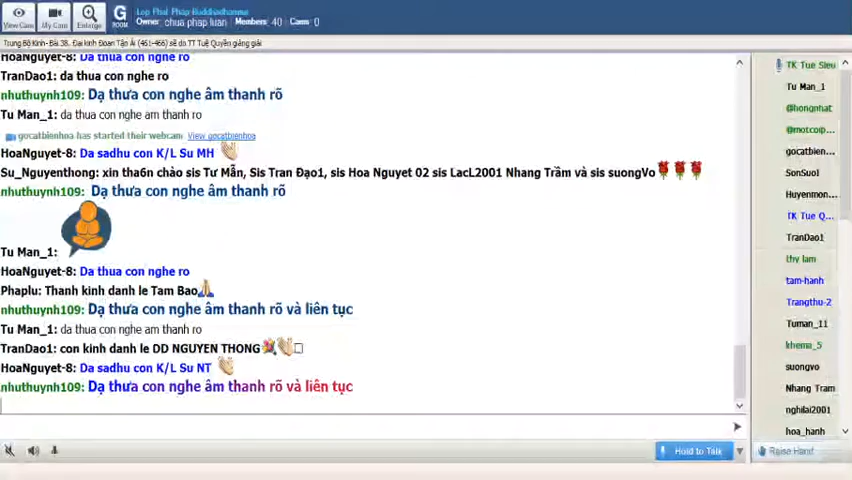 Lop Phat Phap Buddhadhamma
Owner: chua phap luan Members: 40 Cams: 0
View Cam My Cam Enlarge G ROOM
Trung Bộ Kinh- Bài 38. Đại kinh Đoạn Tận Ái (461-466) sẽ do TT Tuệ Quyền giảng giải
HoaNguyet-8: Da thua con nghe ro
TranDao1: da thua con nghe ro
nhuthuynh109: Dạ thưa con nghe âm thanh rõ
Tu Man_1: da thua con nghe am thanh ro
gocatbienhoa has started their webcam View gocatbienhoa
HoaNguyet-8: Da sadhu con K/L Su MH
Su_Nguyenthong: xin tha6n chào sis Tư Mẫn, Sis Tran Đạo1, sis Hoa Nguyet 02 sis LacL2001 Nhang Trầm và sis suongVo
nhuthuynh109: Dạ thưa con nghe âm thanh rõ
Tu Man_1:
HoaNguyet-8: Da thua con nghe ro
Phaplu: Thanh kinh danh le Tam Bao
nhuthuynh109: Dạ thưa con nghe âm thanh rõ và liên tục
Tu Man_1: da thua con nghe am thanh ro
TranDao1: con kinh danh le DD NGUYEN THONG
HoaNguyet-8: Da sadhu con K/L Su NT
nhuthuynh109: Dạ thưa con nghe âm thanh rõ và liên tục
Hold to Talk
TK Tue Sieu
Tu Man_1
@hongnhat
@motcoip...
gocatbien...
SonSuoi
Huyenmon...
TK Tue Q...
TranDao1
thy lam
tam-hanh
Trangthu-2
Tuman_11
khema_5
suongvo
Nhang Tram
nghilai2001
hoa_hanh
Raise Hand